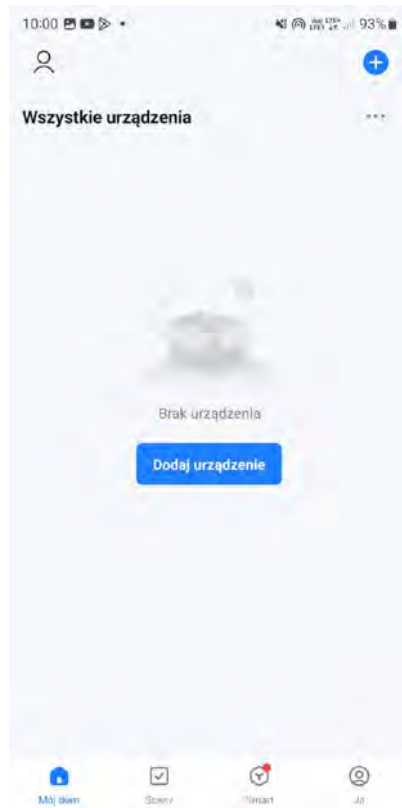 10:00
93%
Wszystkie urządzenia
Brak urządzenia
Dodaj urządzenie
Mój dom
Sceny
Smart
Ja